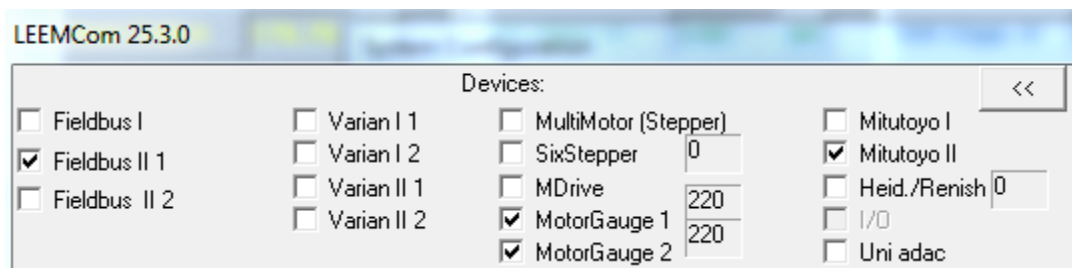 LEEMCom 25.3.0
Devices:
<<
Fieldbus I
Fieldbus II 1
Fieldbus II 2
Varian I 1
Varian I 2
Varian II 1
Varian II 2
MultiMotor (Stepper)
SixStepper 0
MDrive
220
MotorGauge 1
220
MotorGauge 2
Mitutoyo I
Mitutoyo II
Heid./Renish 0
I/O
Uni adac